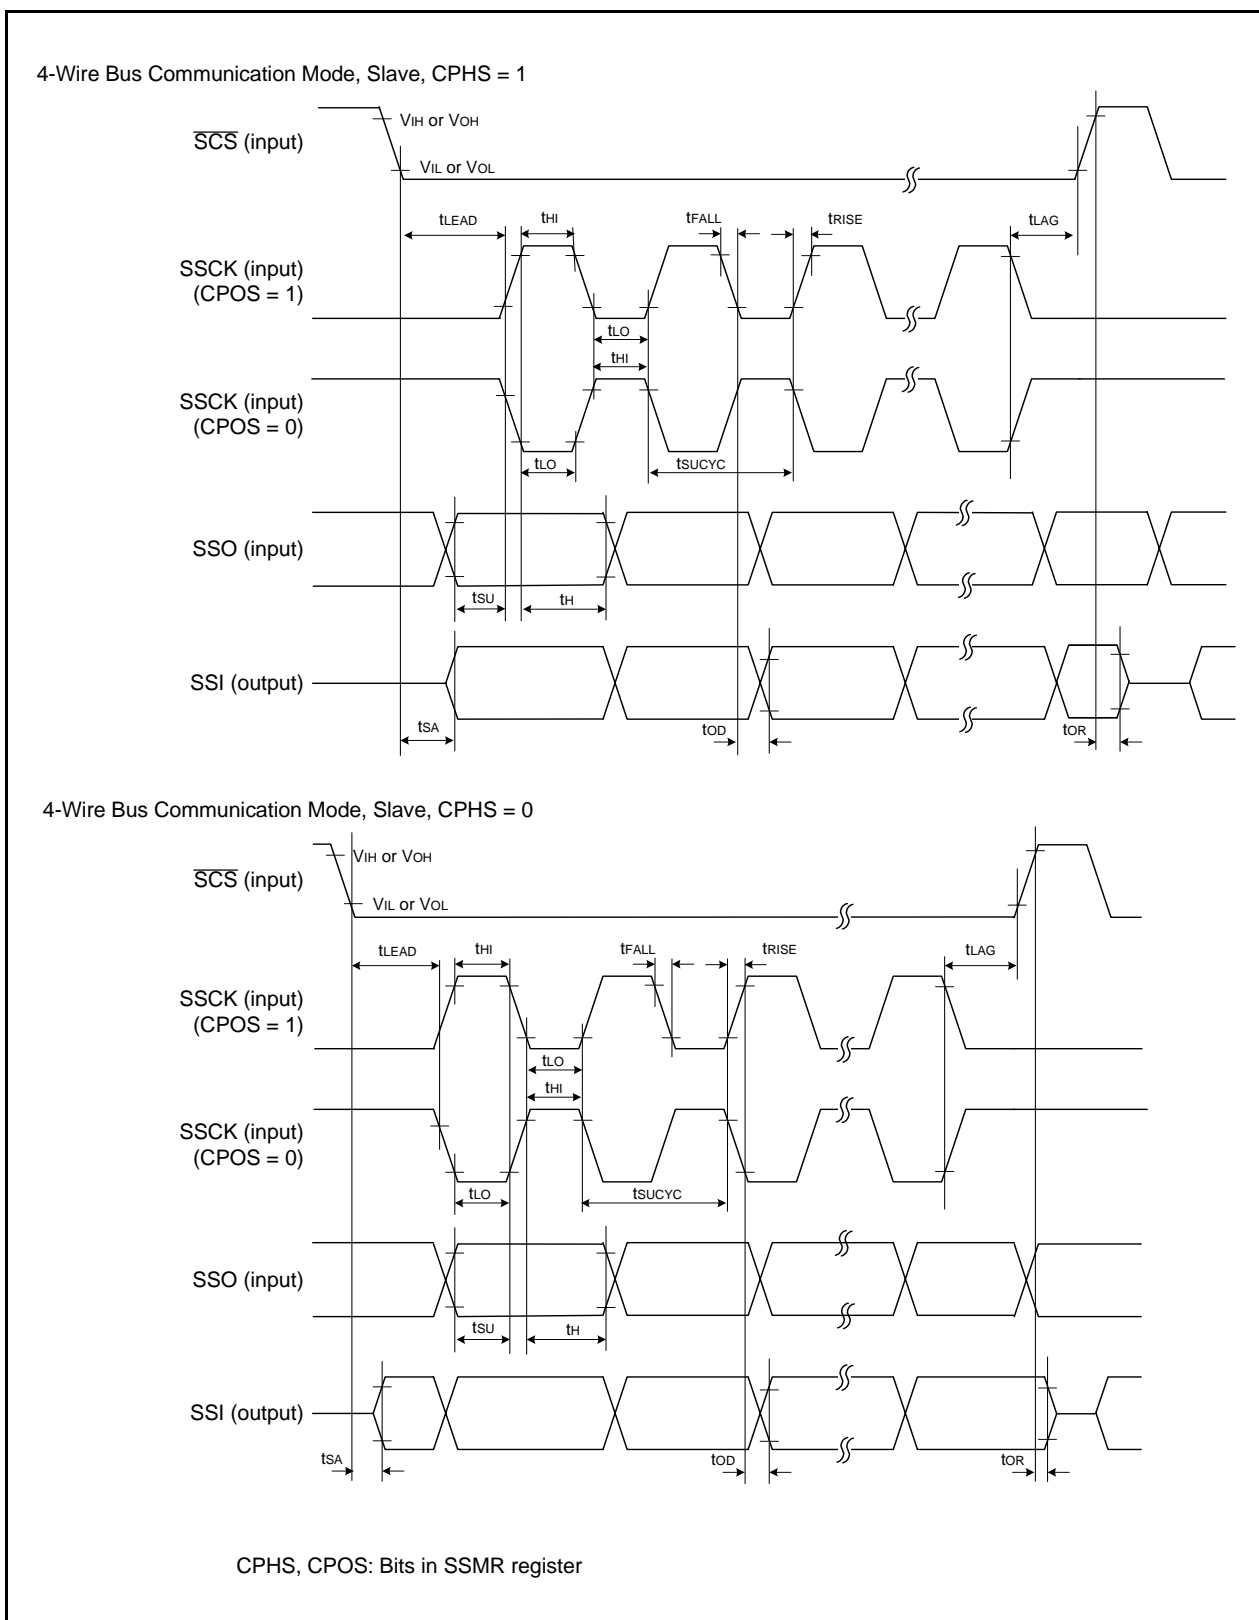 4-Wire Bus Communication Mode, Slave, CPHS = 1
SCS (input)
VIH or VOH
VIL or VOL
tLEAD
tHI
tFALL
tRISE
tLAG
SSCK (input)
(CPOS = 1)
tLO
tHI
SSCK (input)
(CPOS = 0)
tLO
tSUCYC
SSO (input)
tSU
tH
SSI (output)
tSA
tOD
tOR
4-Wire Bus Communication Mode, Slave, CPHS = 0
VIH or VOH
SCS (input)
VIL or VOL
tLEAD
tHI
tFALL
tRISE
tLAG
SSCK (input)
(CPOS = 1)
tLO
tHI
SSCK (input)
(CPOS = 0)
tLO
tSUCYC
SSO (input)
tSU
tH
SSI (output)
tSA
tOD
tOR
CPHS, CPOS: Bits in SSMR register